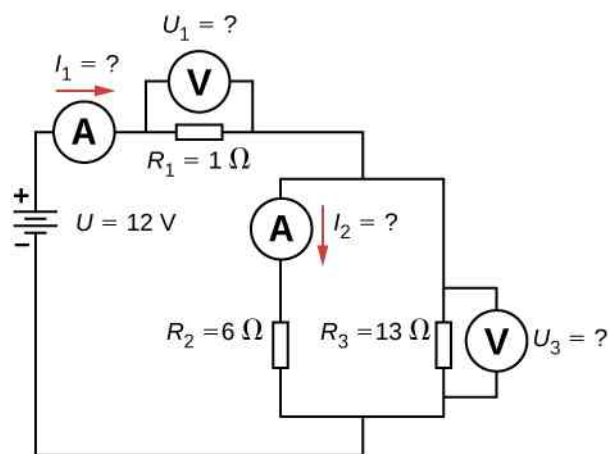 U₁ = ?
I₁ = ?
V
A
R₁ = 1 Ω
+
U = 12 V
-
A
I₂ = ?
R₂ =6 Ω
R₃ =13 Ω
V
U₃ = ?